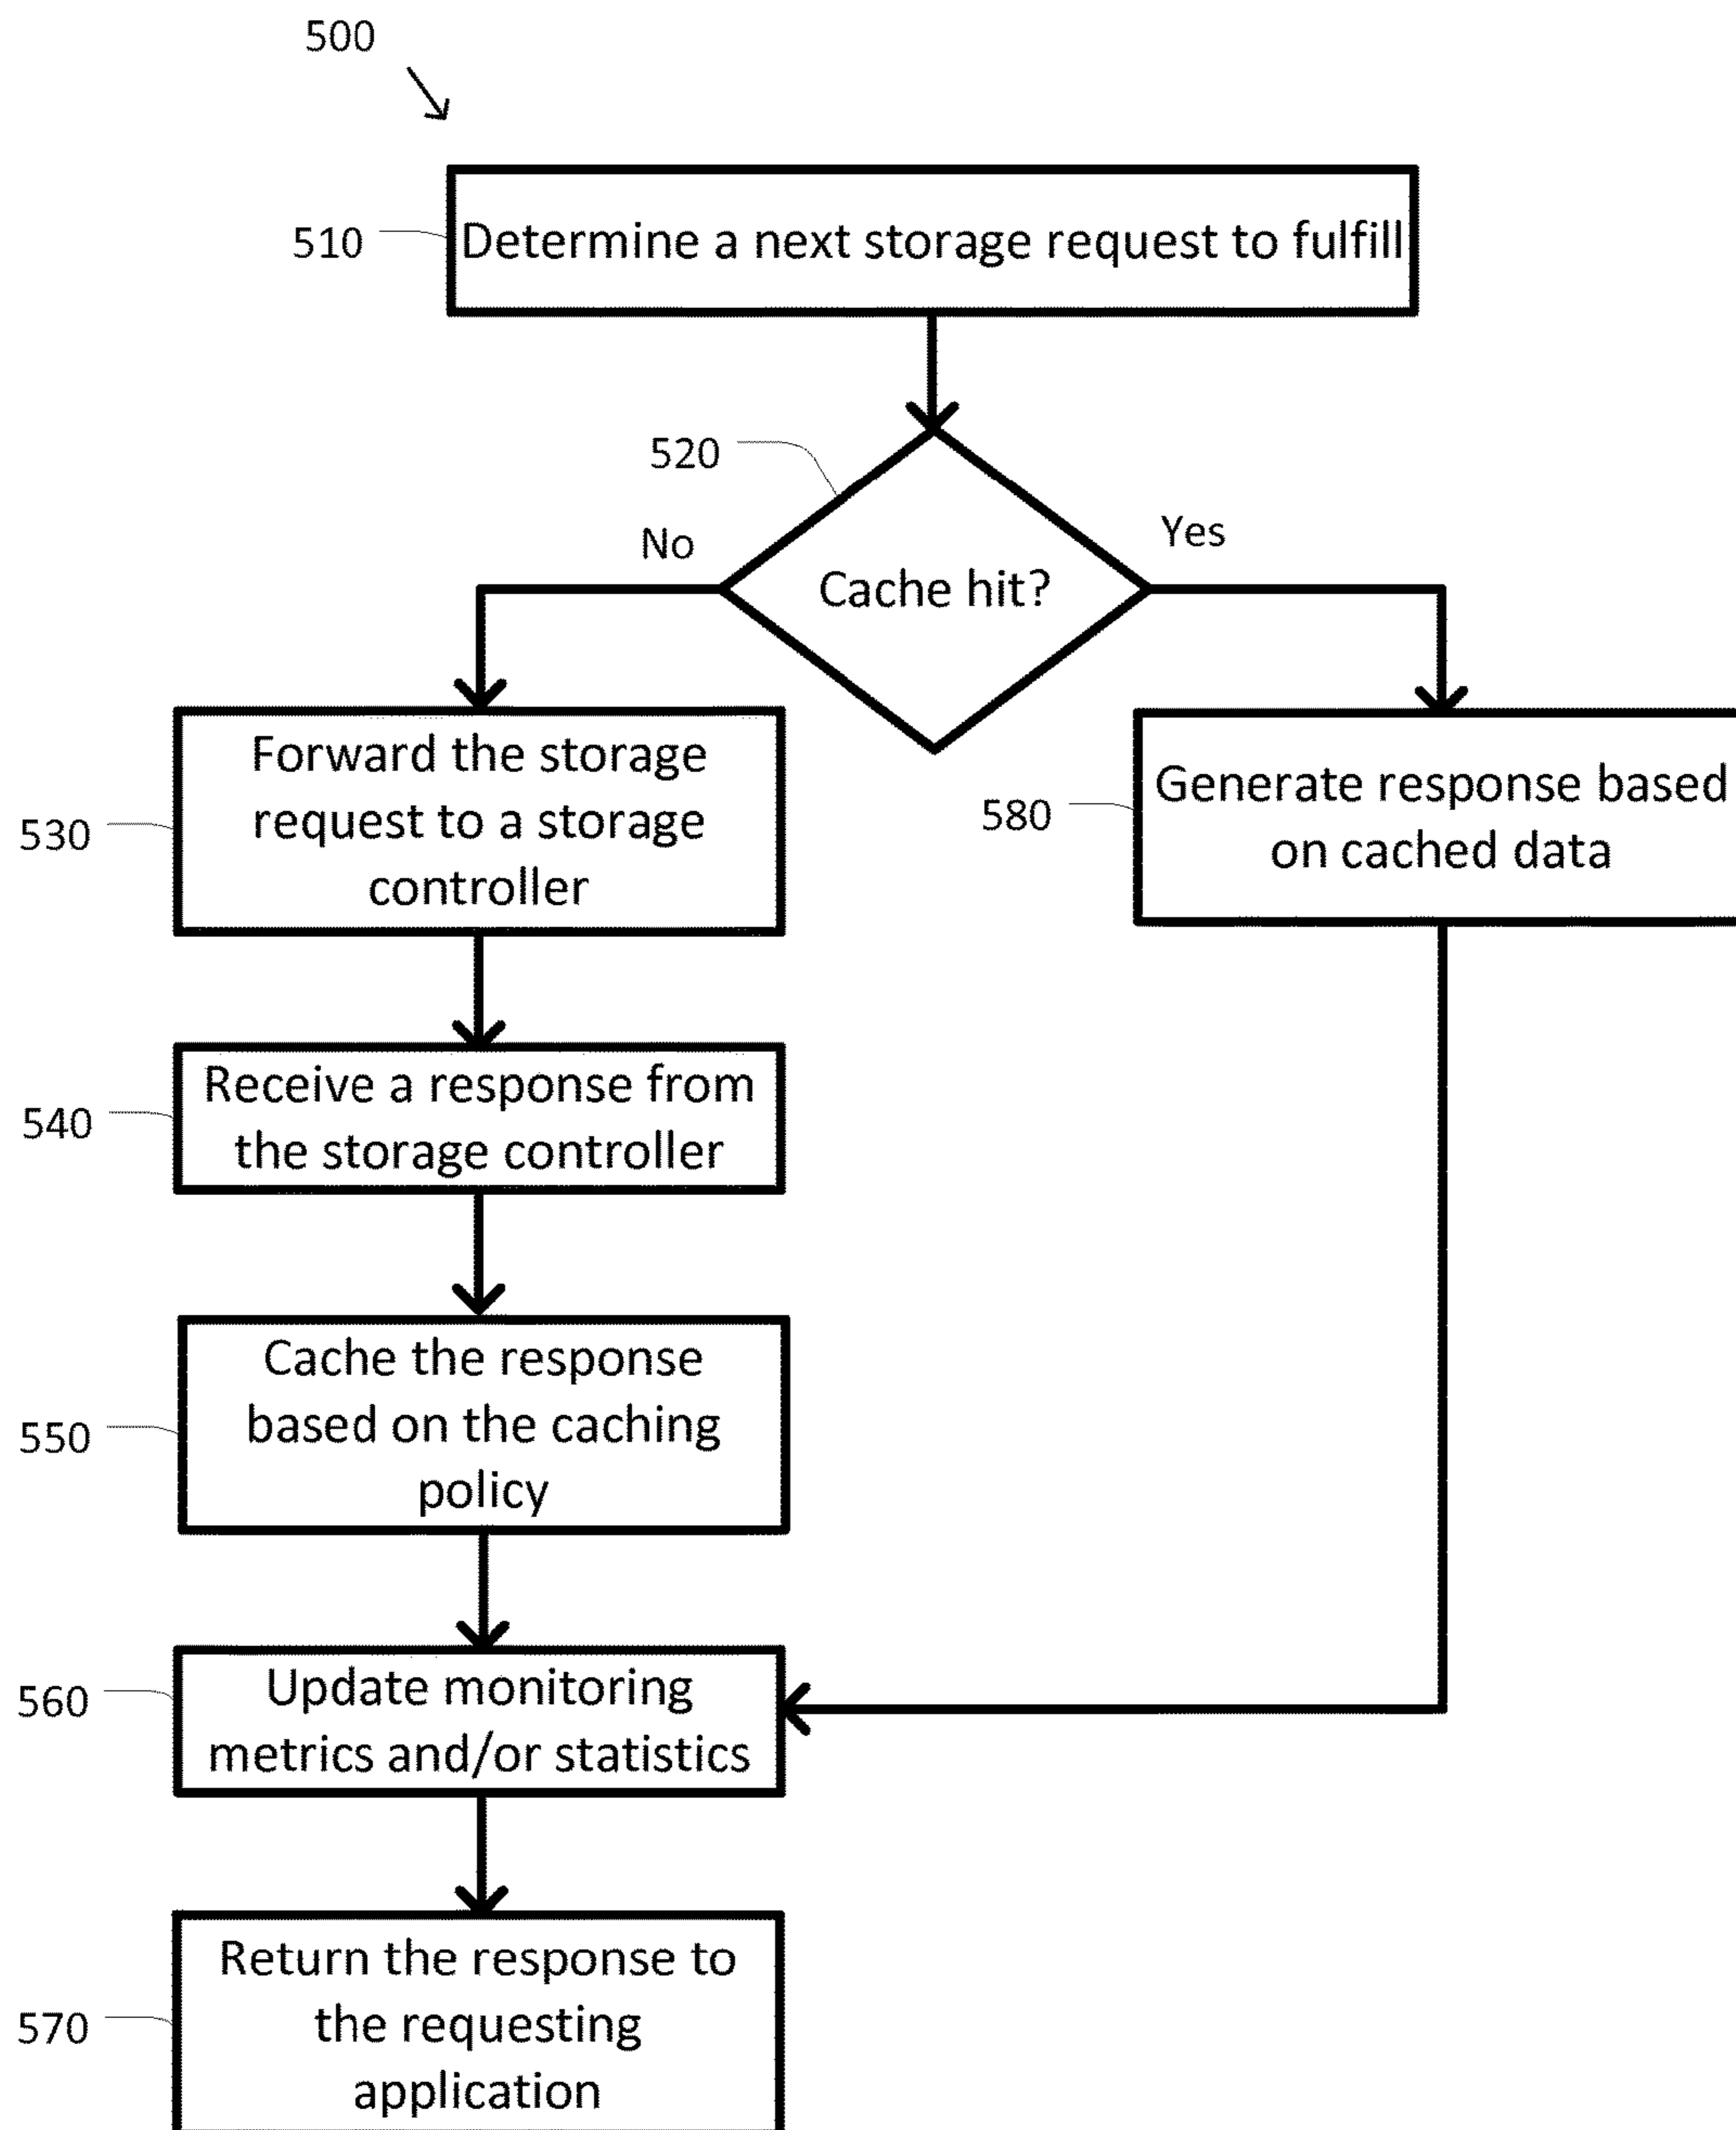 500
510
Determine a next storage request to fulfill
520
No
Yes
Cache hit?
530
Forward the storage
request to a storage
controller
580
Generate response based
on cached data
540
Receive a response from
the storage controller
550
Cache the response
based on the caching
policy
560
Update monitoring
metrics and/or statistics
570
Return the response to
the requesting
application